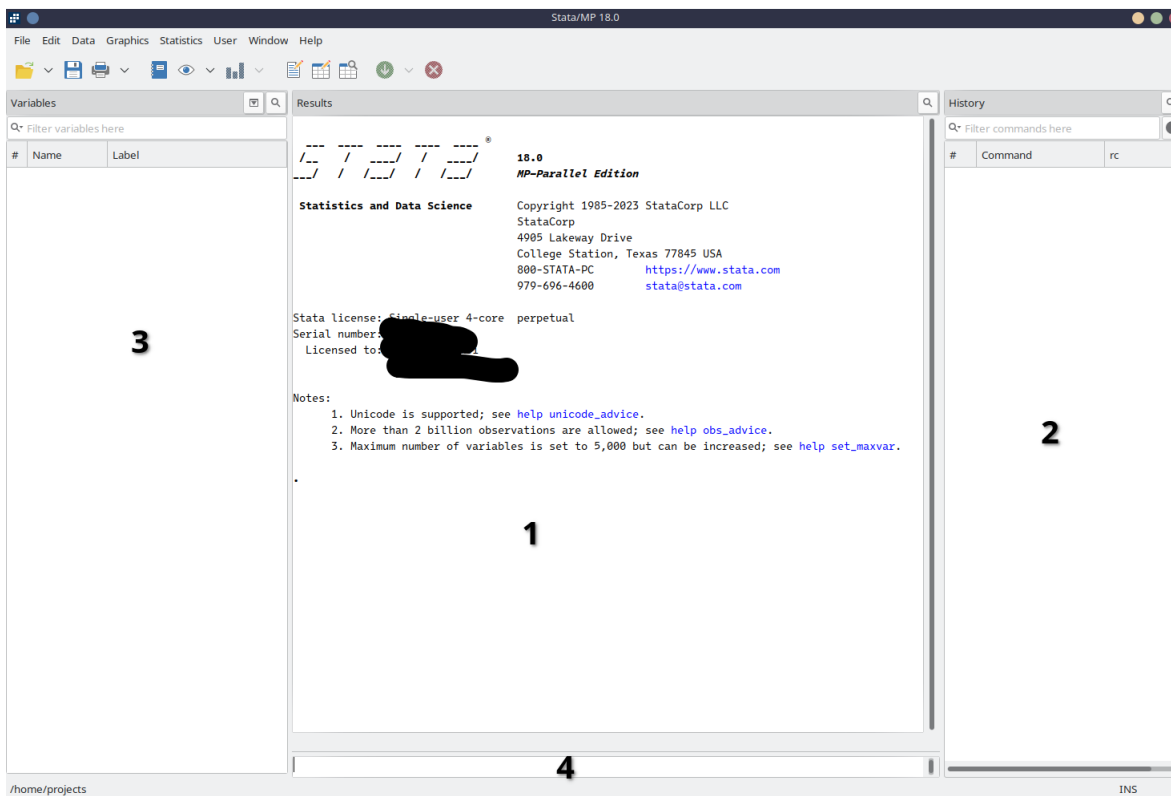 Stata/MP 18.0
File Edit Data Graphics Statistics User Window Help
Variables
Filter variables here
# Name Label
3
Results
®
18.0
MP-Parallel Edition
Statistics and Data Science
Copyright 1985-2023 StataCorp LLC
StataCorp
4905 Lakeway Drive
College Station, Texas 77845 USA
800-STATA-PC https://www.stata.com
979-696-4600 stata@stata.com
Stata license: Single-user 4-core perpetual
Serial number:
Licensed to:
Notes:
1. Unicode is supported; see help unicode_advice.
2. More than 2 billion observations are allowed; see help obs_advice.
3. Maximum number of variables is set to 5,000 but can be increased; see help set_maxvar.
.
1
4
History
Filter commands here
# Command rc
2
/home/projects
INS